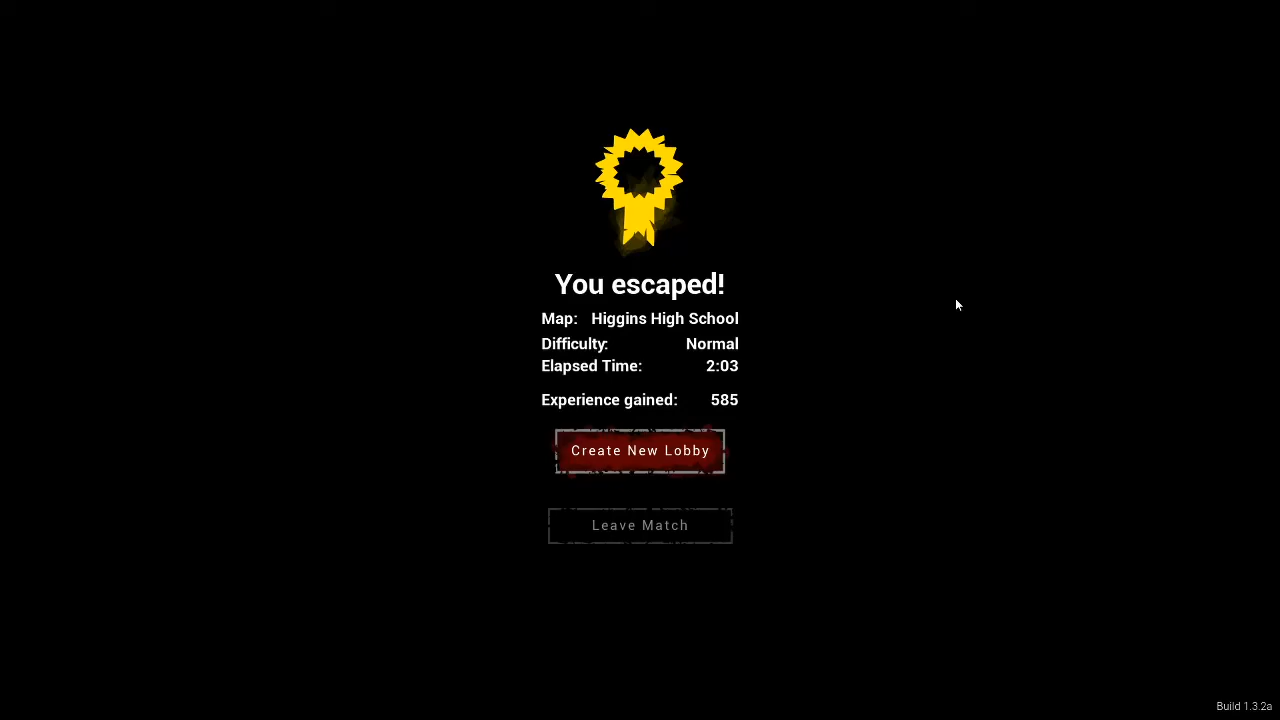 You escaped!
Map: Higgins High School
Difficulty: Normal
Elapsed Time: 2:03
Experience gained: 585
Create New Lobby
Leave Match
Build 1.3.2a